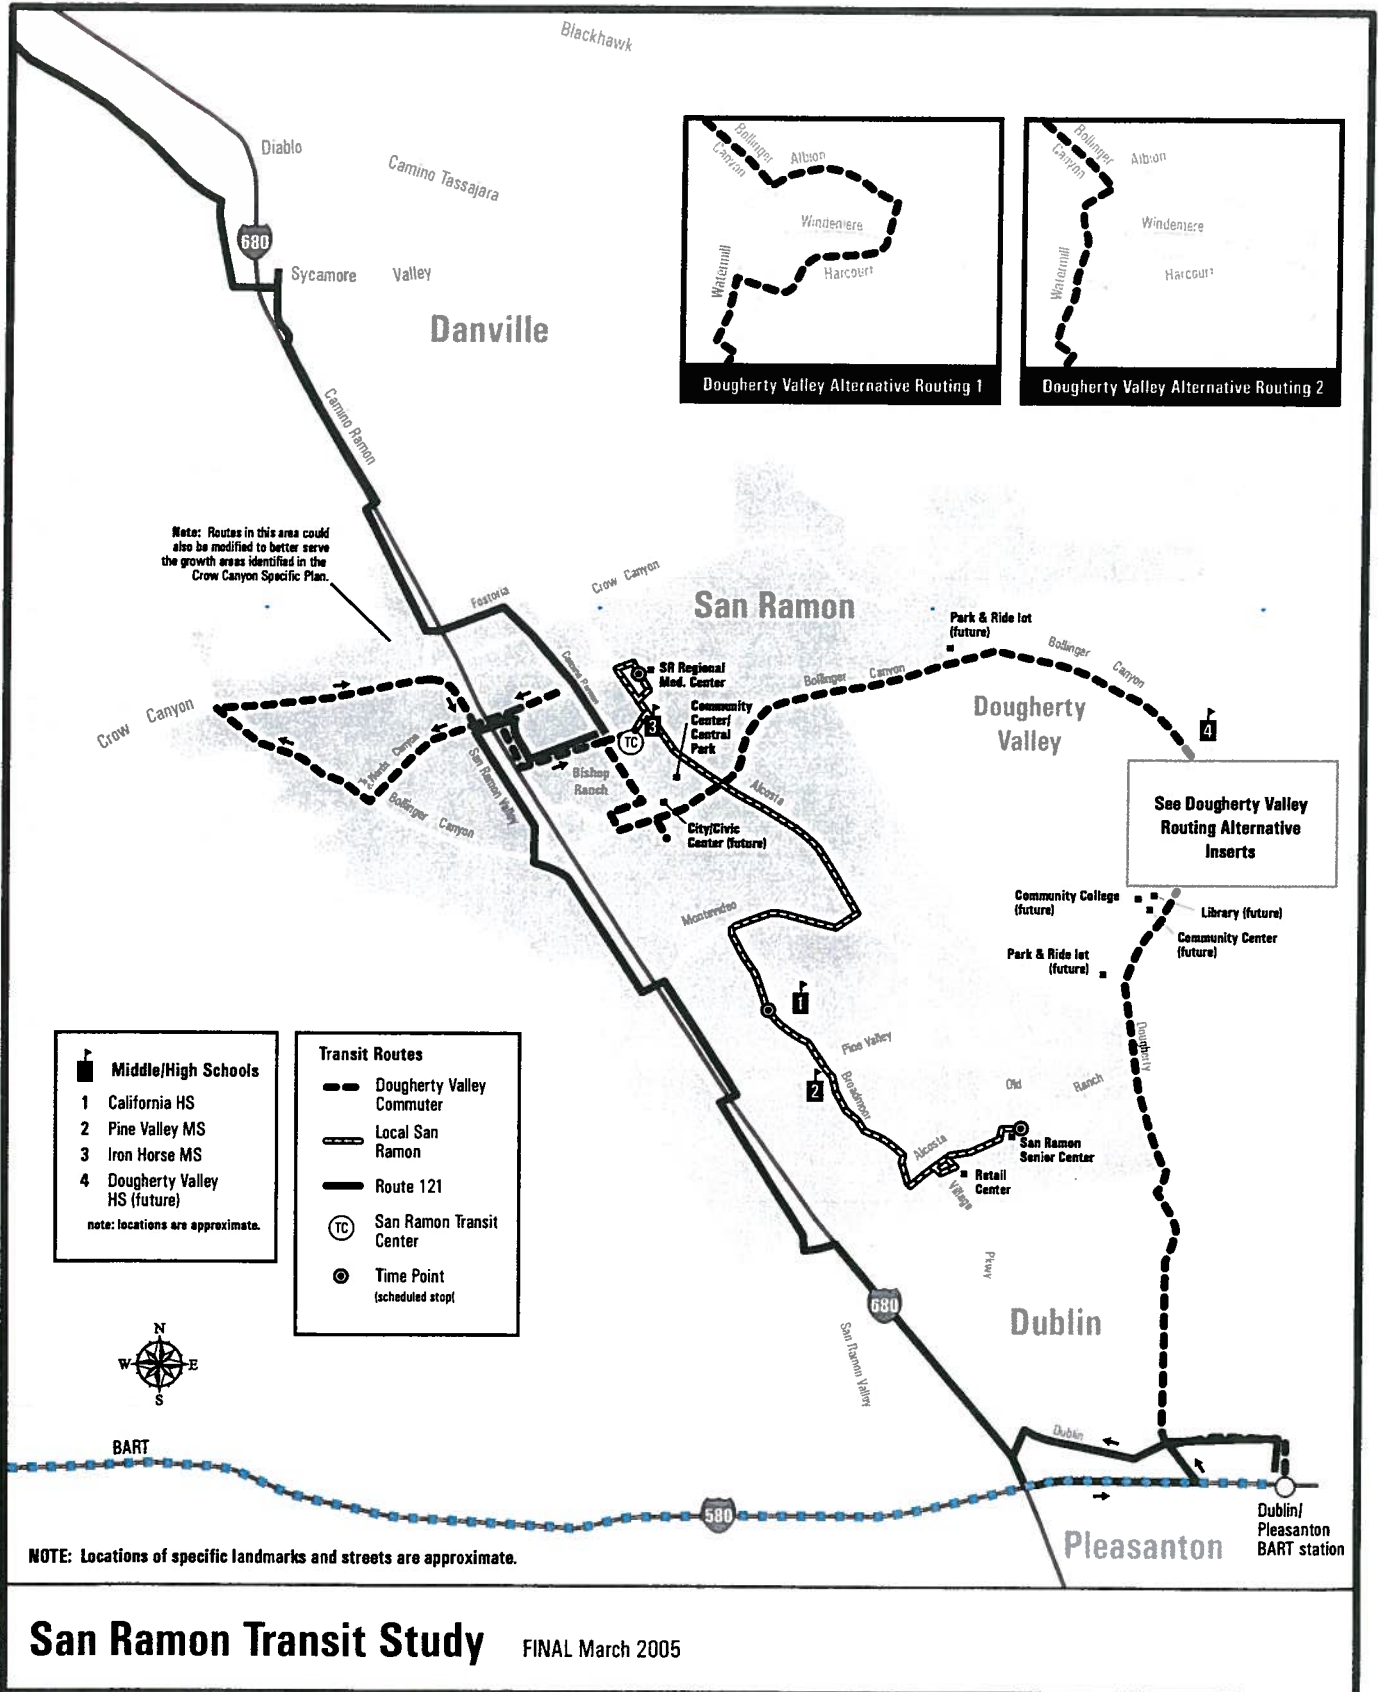 Blackhawk
Diablo
Camino Tassajara
680
Sycamore Valley
Danville
Camino Ramon
Bollinger
Canyon
Albion
Windemere
Harcourt
Watermill
Dougherty Valley Alternative Routing 1
Bollinger
Canyon
Albion
Windemere
Harcourt
Watermill
Dougherty Valley Alternative Routing 2
Note: Routes in this area could
also be modified to better serve
the growth areas identified in the
Crow Canyon Specific Plan.
Fostoria
Crow Canyon
San Ramon
Camino Ramon
SR Regional
Med. Center
Community
Center/
Central
Park
3
TC
Park & Ride lot
(future)
Bollinger Canyon
Bollinger Canyon
Dougherty
Valley
4
Crow Canyon
Norris Canyon
Bollinger Canyon
San Ramon Valley
Bishop
Ranch
Alcosta
City/Civic
Center (future)
See Dougherty Valley
Routing Alternative
Inserts
Community College
(future)
Library (future)
Community Center
(future)
Park & Ride lot
(future)
Montevideo
1
Pine Valley
2
Broadmoor
Old Ranch
Dougherty
Alcosta
San Ramon
Senior Center
Retail
Center
Village
Pkwy
Middle/High Schools
1 California HS
2 Pine Valley MS
3 Iron Horse MS
4 Dougherty Valley
HS (future)
note: locations are approximate.
Transit Routes
Dougherty Valley
Commuter
Local San
Ramon
Route 121
TC San Ramon Transit
Center
Time Point
(scheduled stop(
N
W E
S
680
Dublin
San Ramon Valley
Dublin
BART
580
Dublin/
Pleasanton
BART station
Pleasanton
NOTE: Locations of specific landmarks and streets are approximate.
San Ramon Transit Study FINAL March 2005